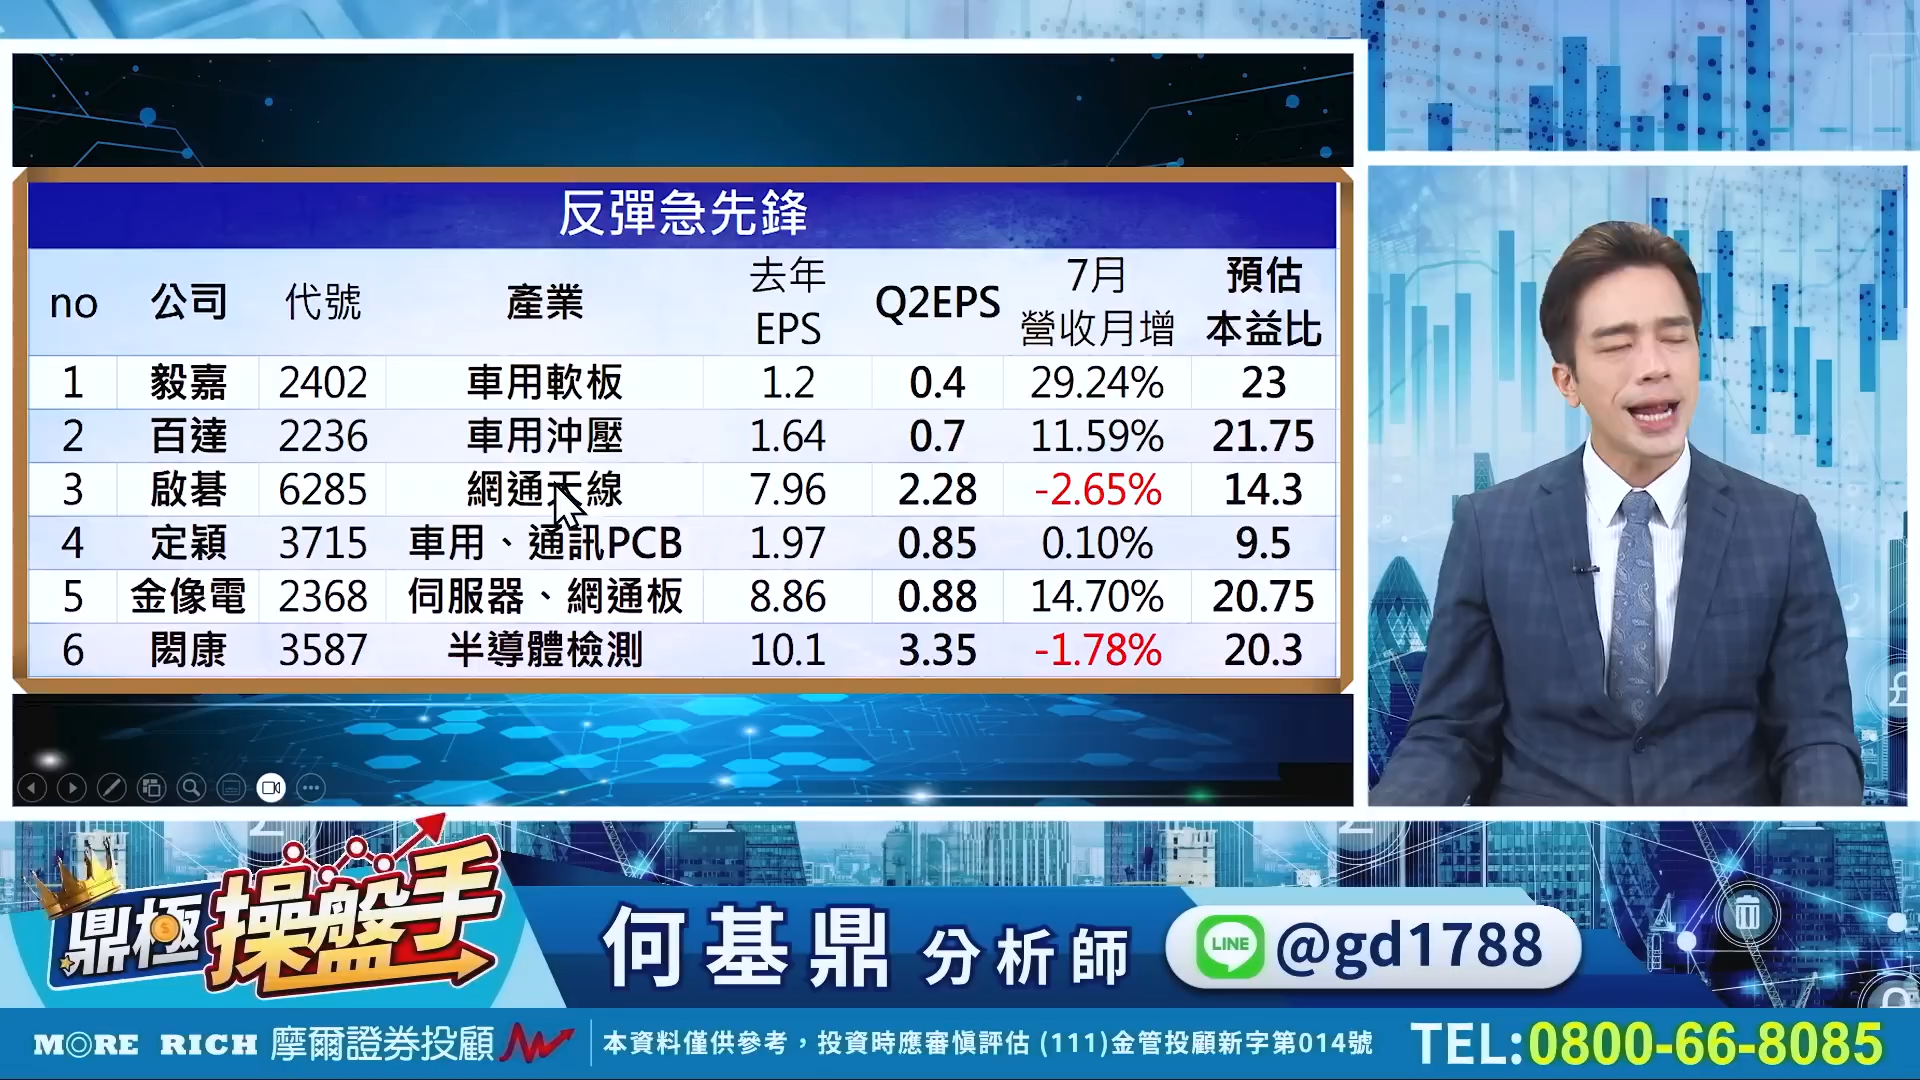 反彈急先鋒
no 公司 代號 產業 去年EPS Q2EPS 7月營收月增 預估本益比
1 毅嘉 2402 車用軟板 1.2 0.4 29.24% 23
2 百達 2236 車用沖壓 1.64 0.7 11.59% 21.75
3 啟碁 6285 網通天線 7.96 2.28 -2.65% 14.3
4 定穎 3715 車用、通訊PCB 1.97 0.85 0.10% 9.5
5 金像電 2368 伺服器、網通板 8.86 0.88 14.70% 20.75
6 閎康 3587 半導體檢測 10.1 3.35 -1.78% 20.3
鼎極操盤手
何基鼎 分析師
LINE @gd1788
MORE RICH 摩爾證券投顧
本資料僅供參考，投資時應審慎評估 (111)金管投顧新字第014號
TEL:0800-66-8085